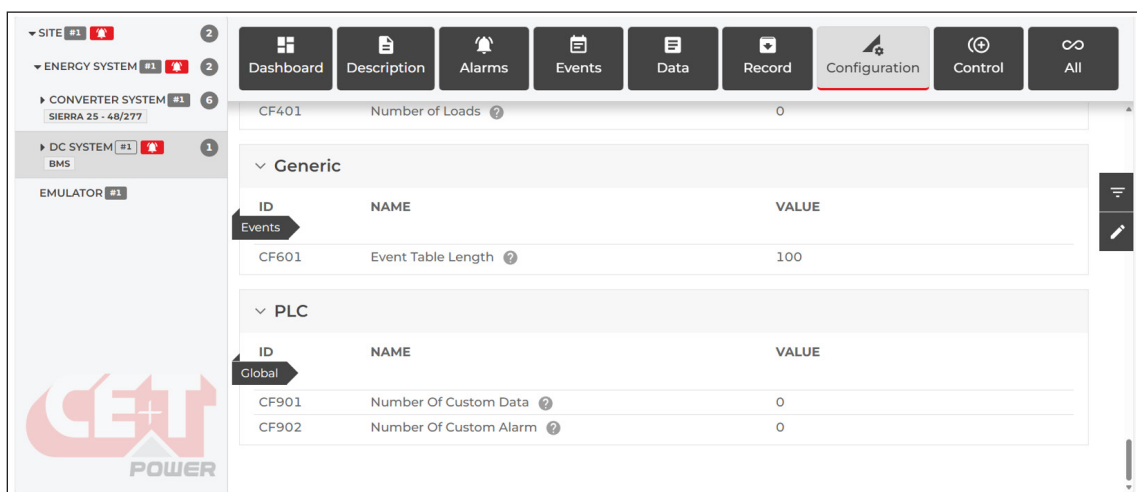 SITE #1 2
ENERGY SYSTEM #1 2
CONVERTER SYSTEM #1 6
SIERRA 25 - 48/277
DC SYSTEM #1 1
BMS
EMULATOR #1
Dashboard Description Alarms Events Data Record Configuration Control All
CF401 Number of Loads ? 0
Generic
ID NAME VALUE
Events
CF601 Event Table Length ? 100
PLC
ID NAME VALUE
Global
CF901 Number Of Custom Data ? 0
CF902 Number Of Custom Alarm ? 0
CE+T
POWER